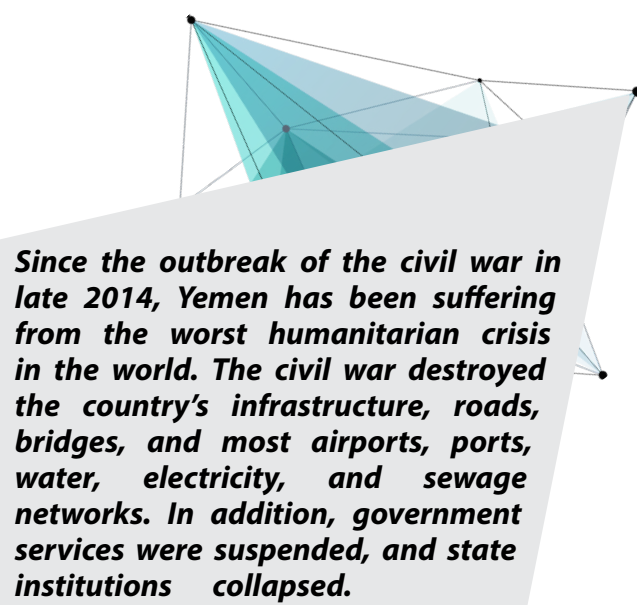 Since the outbreak of the civil war in
late 2014, Yemen has been suffering
from the worst humanitarian crisis
in the world. The civil war destroyed
the country's infrastructure, roads,
bridges, and most airports, ports,
water, electricity, and sewage
networks. In addition, government
services were suspended, and state
institutions collapsed.